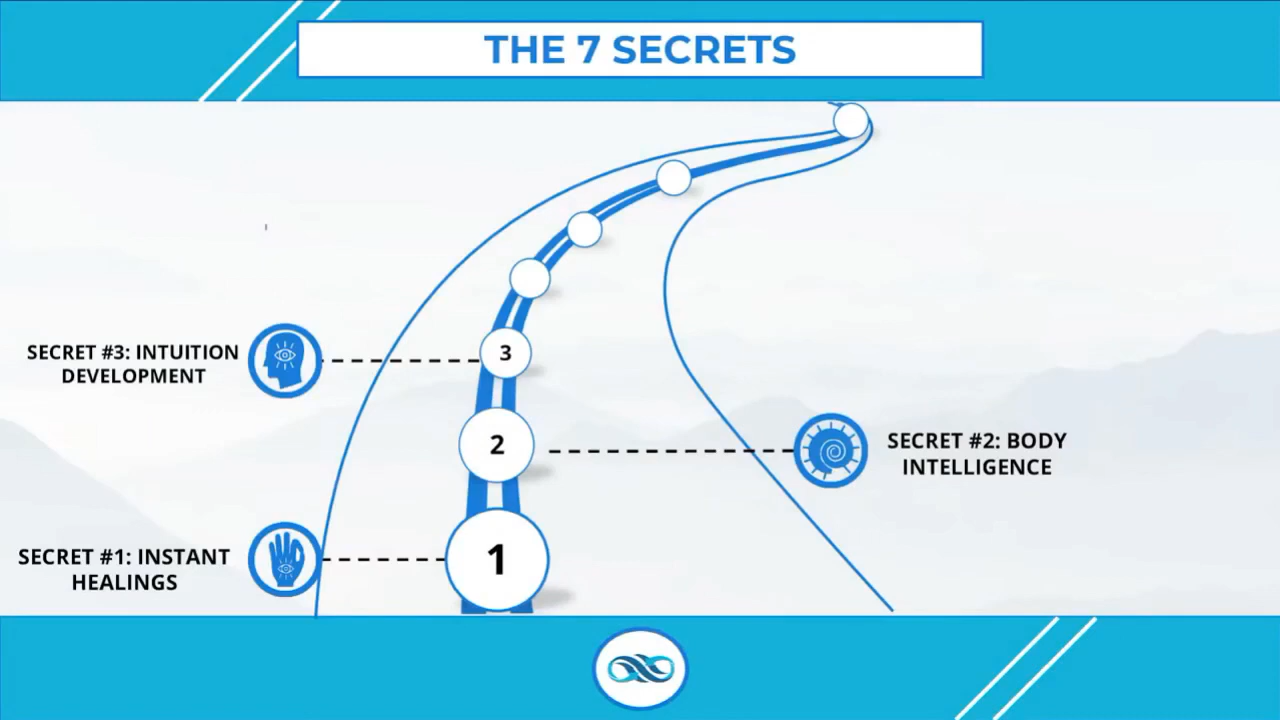 THE 7 SECRETS
SECRET #3: INTUITION
DEVELOPMENT
3
2
SECRET #2: BODY
INTELLIGENCE
SECRET #1: INSTANT
HEALINGS
1